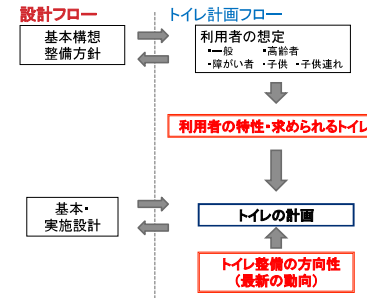 設計フロー
トイレ計画フロー
基本構想
整備方針
利用者の想定
・一般 ・高齢者
・障がい者 ・子供 ・子供連れ
利用者の特性・求められるトイレ
基本・
実施設計
トイレの計画
トイレ整備の方向性
（最新の動向）